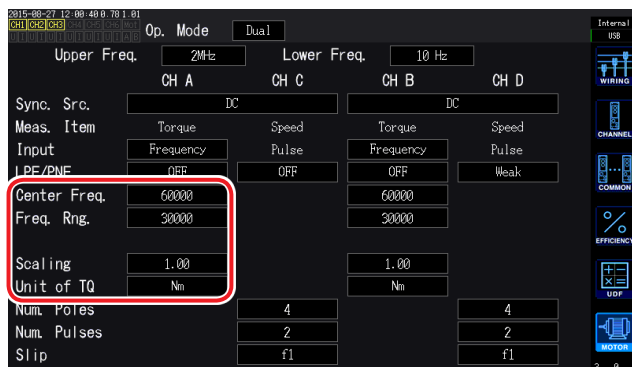 2015-08-27 12:00:40 0.78 1.01
CH1 CH2 CH3 CH4 CH5 CH6 Mot
U I U I U I U I U I U I A B
Op. Mode Dual
Internal
USB
Upper Freq. 2MHz Lower Freq. 10 Hz
CH A CH C CH B CH D
WIRING
Sync. Src. DC DC
Meas. Item Torque Speed Torque Speed
CHANNEL
Input Frequency Pulse Frequency Pulse
LPF/PNF OFF OFF OFF Weak
COMMON
Center Freq. 60000 60000
Freq. Rng. 30000 30000
EFFICIENCY
Scaling 1.00 1.00
Unit of TQ Nm Nm
UDF
Num. Poles 4 4
Num. Pulses 2 2
MOTOR
Slip f1 f1